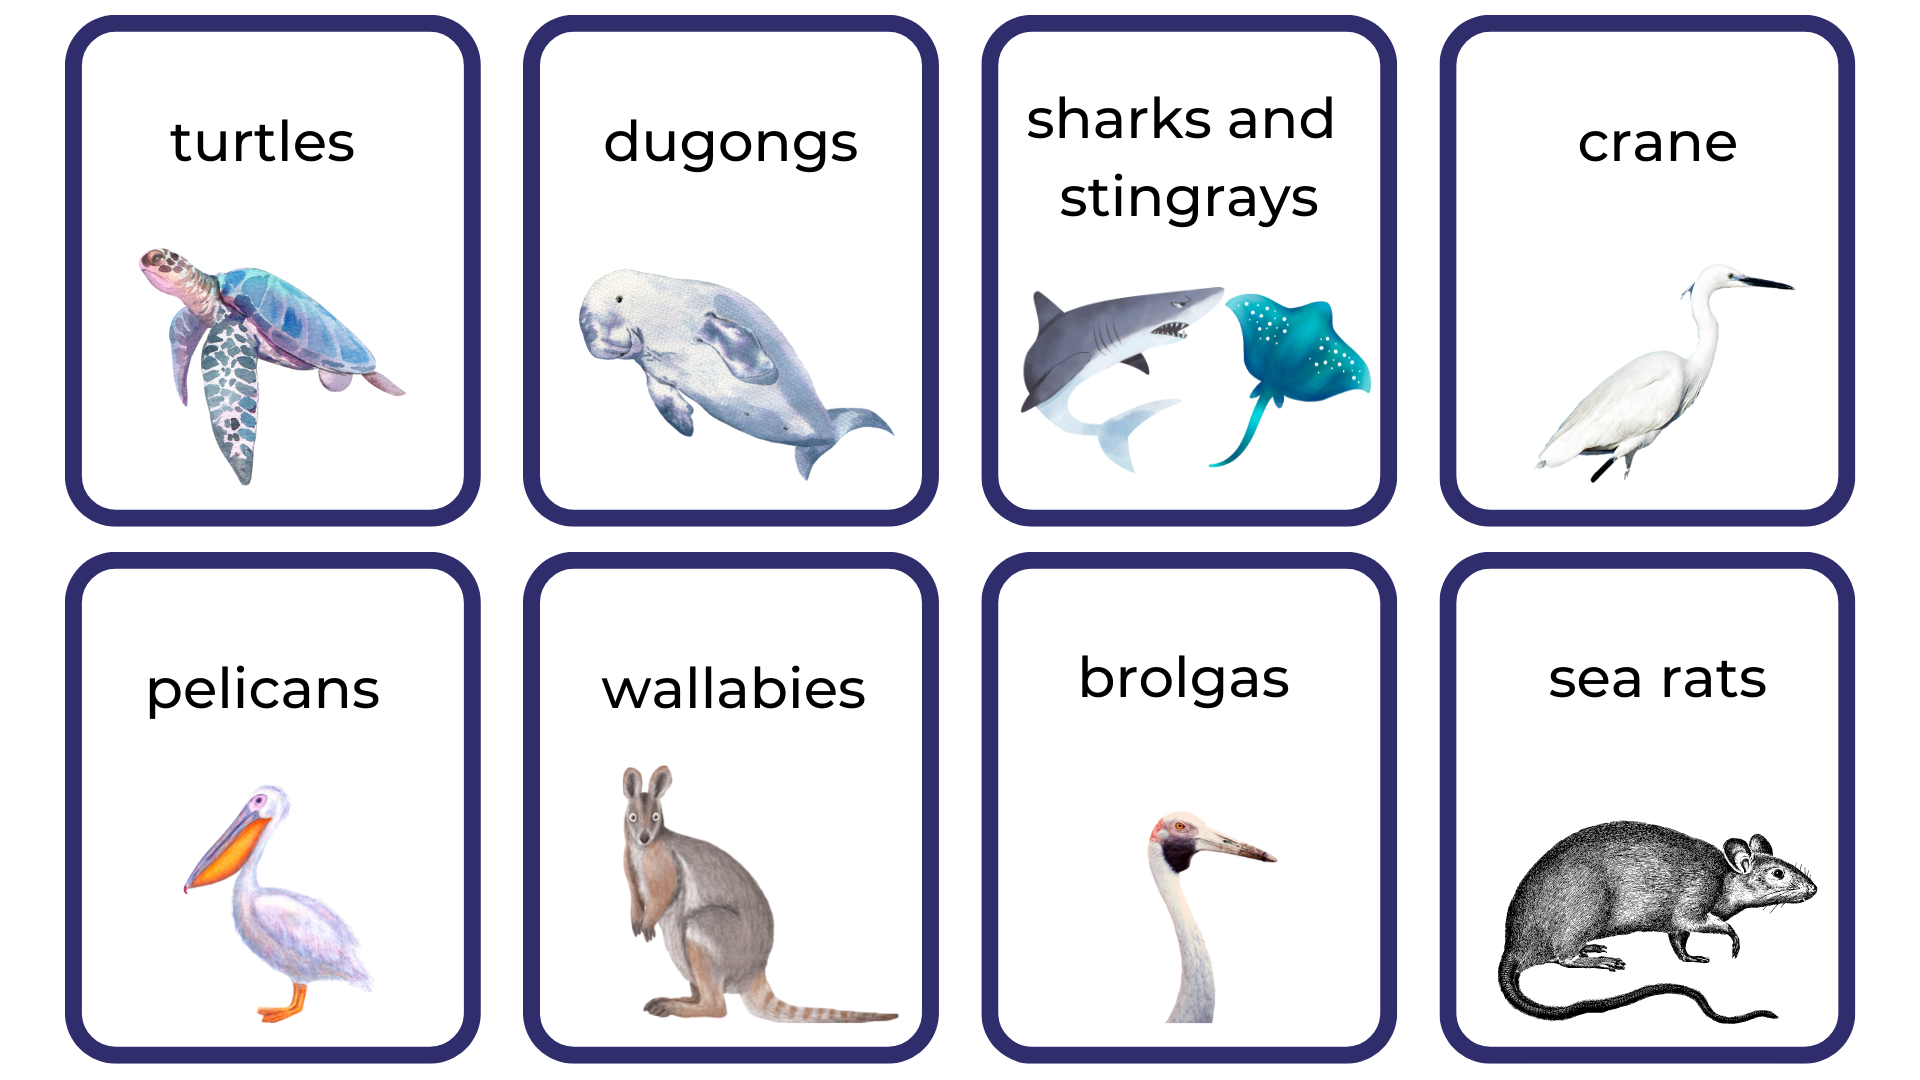 turtles
dugongs
sharks and
stingrays
crane
pelicans
wallabies
brolgas
sea rats